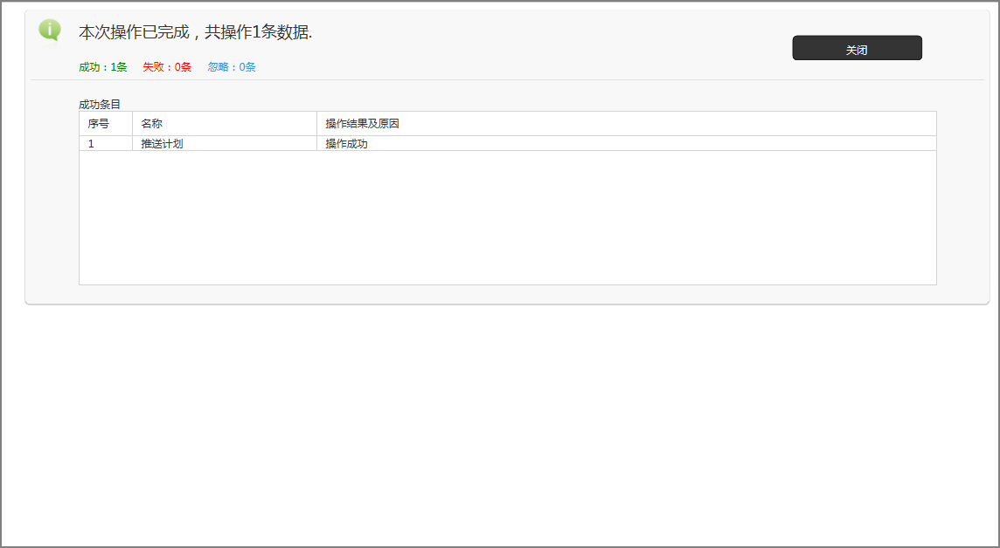 本次操作已完成，共操作1条数据.
关闭
成功：1条 失败：0条 忽略：0条
成功条目
序号 名称 操作结果及原因
1 推送计划 操作成功